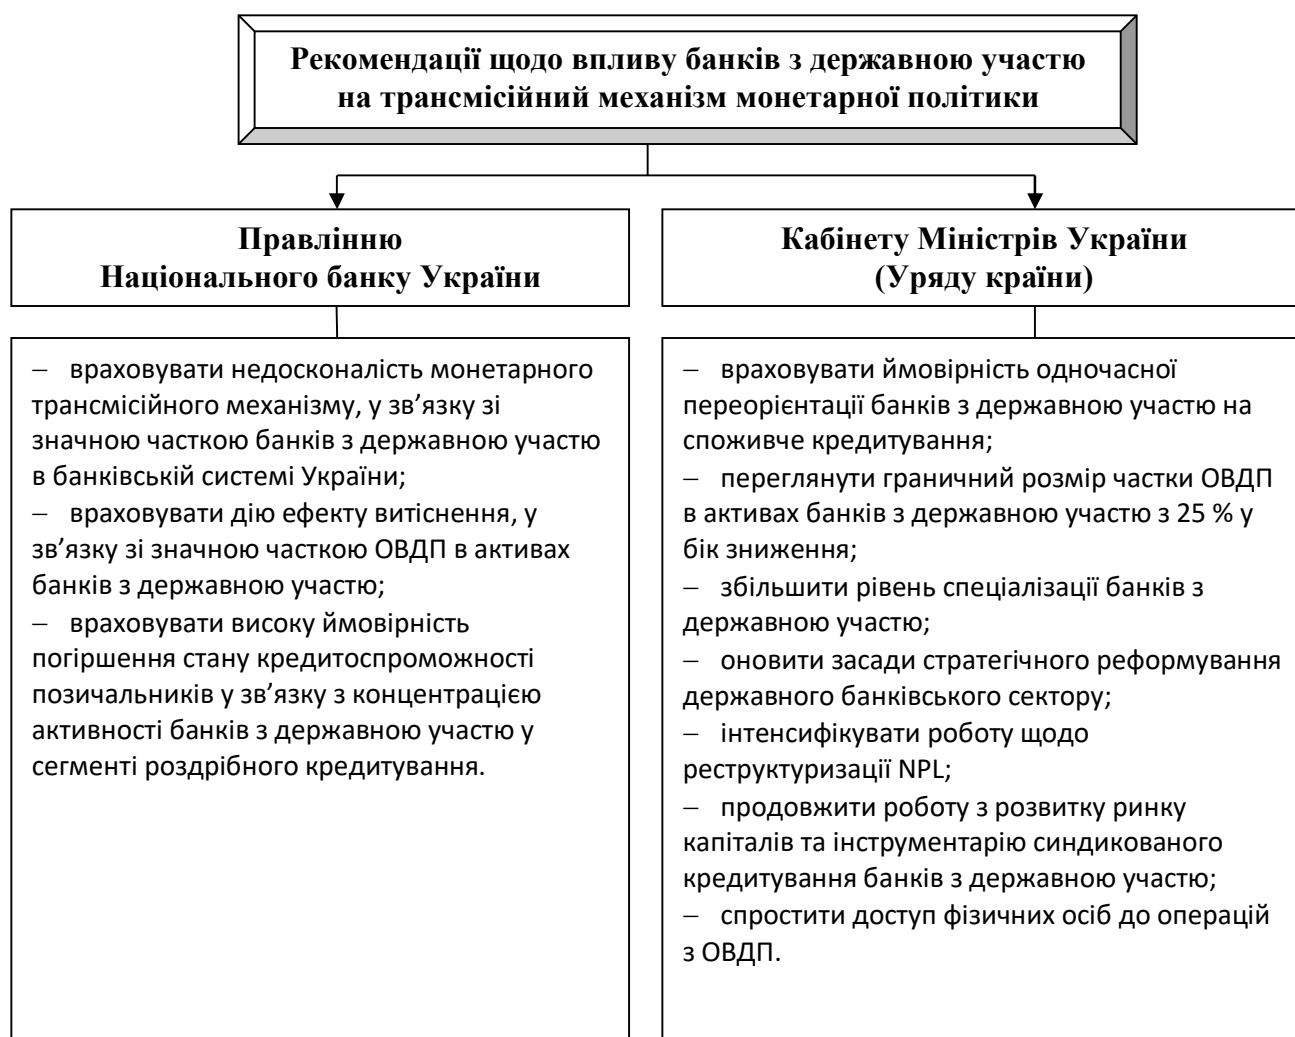 Рекомендації щодо впливу банків з державною участю
на трансмісійний механізм монетарної політики
Правлінню
Національного банку України
– враховувати недосконалість монетарного
трансмісійного механізму, у зв’язку зі
значною часткою банків з державною участю
в банківській системі України;
– враховувати дію ефекту витіснення, у
зв’язку зі значною часткою ОВДП в активах
банків з державною участю;
– враховувати високу ймовірність
погіршення стану кредитоспроможності
позичальників у зв’язку з концентрацією
активності банків з державною участю у
сегменті роздрібного кредитування.
Кабінету Міністрів України
(Уряду країни)
– враховувати ймовірність одночасної
переорієнтації банків з державною участю на
споживче кредитування;
– переглянути граничний розмір частки ОВДП
в активах банків з державною участю з 25 % у
бік зниження;
– збільшити рівень спеціалізації банків з
державною участю;
– оновити засади стратегічного реформування
державного банківського сектору;
– інтенсифікувати роботу щодо
реструктуризації NPL;
– продовжити роботу з розвитку ринку
капіталів та інструментарію синдикованого
кредитування банків з державною участю;
– спростити доступ фізичних осіб до операцій
з ОВДП.